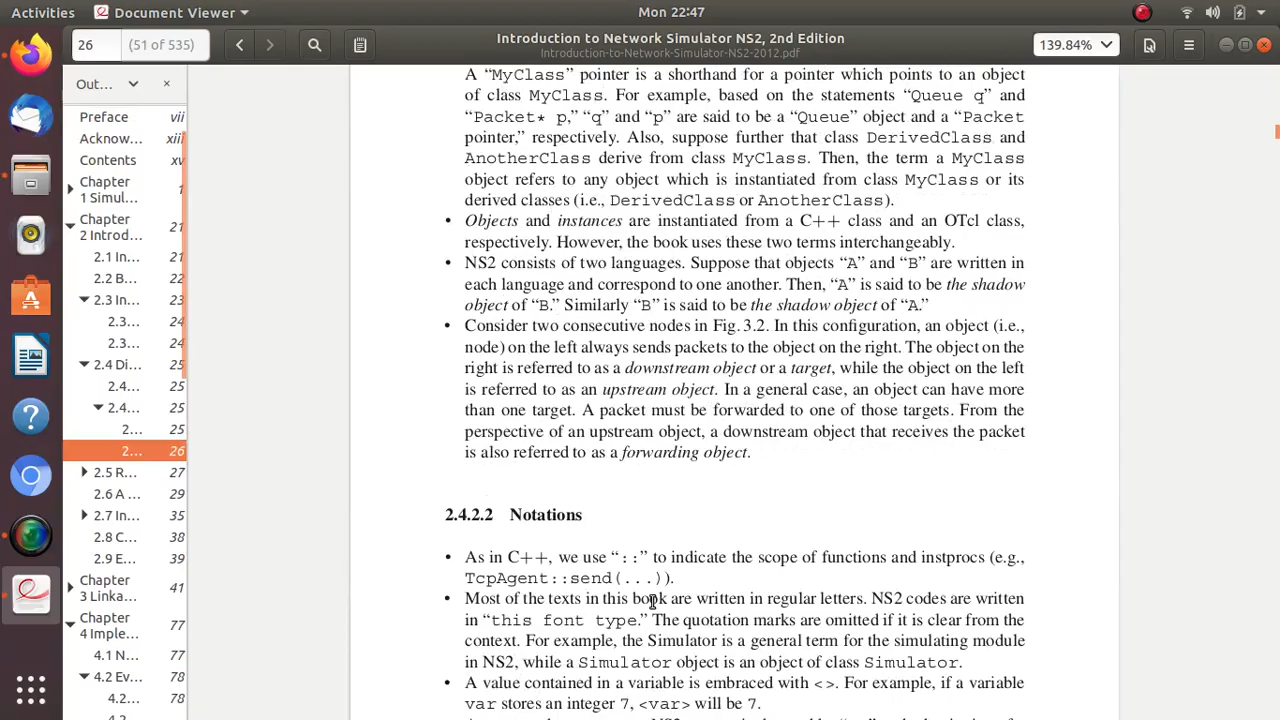 Activities
Document Viewer
Mon 22:47
26
(51 of 535)
Introduction to Network Simulator NS2, 2nd Edition
Introduction-to-Network-Simulator-NS2-2012.pdf
139.84%
Out...
Preface vii
Acknow... xiii
Contents xv
Chapter
1 Simul... 1
Chapter
2 Introd... 21
2.1 In... 21
2.2 B... 22
2.3 In... 23
2.3... 24
2.3... 24
2.4 Di... 25
2.4... 25
2.4... 25
2... 25
2... 26
2.5 R... 27
2.6 A ... 29
2.7 In... 35
2.8 C... 38
2.9 E... 39
Chapter
3 Linka... 41
Chapter
4 Imple... 77
4.1 N... 77
4.2 Ev... 78
4.2... 78
A “MyClass” pointer is a shorthand for a pointer which points to an object
of class MyClass. For example, based on the statements “Queue q” and
“Packet* p,” “q” and “p” are said to be a “Queue” object and a “Packet
pointer,” respectively. Also, suppose further that class DerivedClass and
AnotherClass derive from class MyClass. Then, the term a MyClass
object refers to any object which is instantiated from class MyClass or its
derived classes (i.e., DerivedClass or AnotherClass).
• Objects and instances are instantiated from a C++ class and an OTcl class,
respectively. However, the book uses these two terms interchangeably.
• NS2 consists of two languages. Suppose that objects “A” and “B” are written in
each language and correspond to one another. Then, “A” is said to be the shadow
object of “B.” Similarly “B” is said to be the shadow object of “A.”
• Consider two consecutive nodes in Fig. 3.2. In this configuration, an object (i.e.,
node) on the left always sends packets to the object on the right. The object on the
right is referred to as a downstream object or a target, while the object on the left
is referred to as an upstream object. In a general case, an object can have more
than one target. A packet must be forwarded to one of those targets. From the
perspective of an upstream object, a downstream object that receives the packet
is also referred to as a forwarding object.
2.4.2.2 Notations
• As in C++, we use “::” to indicate the scope of functions and instprocs (e.g.,
TcpAgent::send(...)).
• Most of the texts in this book are written in regular letters. NS2 codes are written
in “this font type.” The quotation marks are omitted if it is clear from the
context. For example, the Simulator is a general term for the simulating module
in NS2, while a Simulator object is an object of class Simulator.
• A value contained in a variable is embraced with <>. For example, if a variable
var stores an integer 7, <var> will be 7.